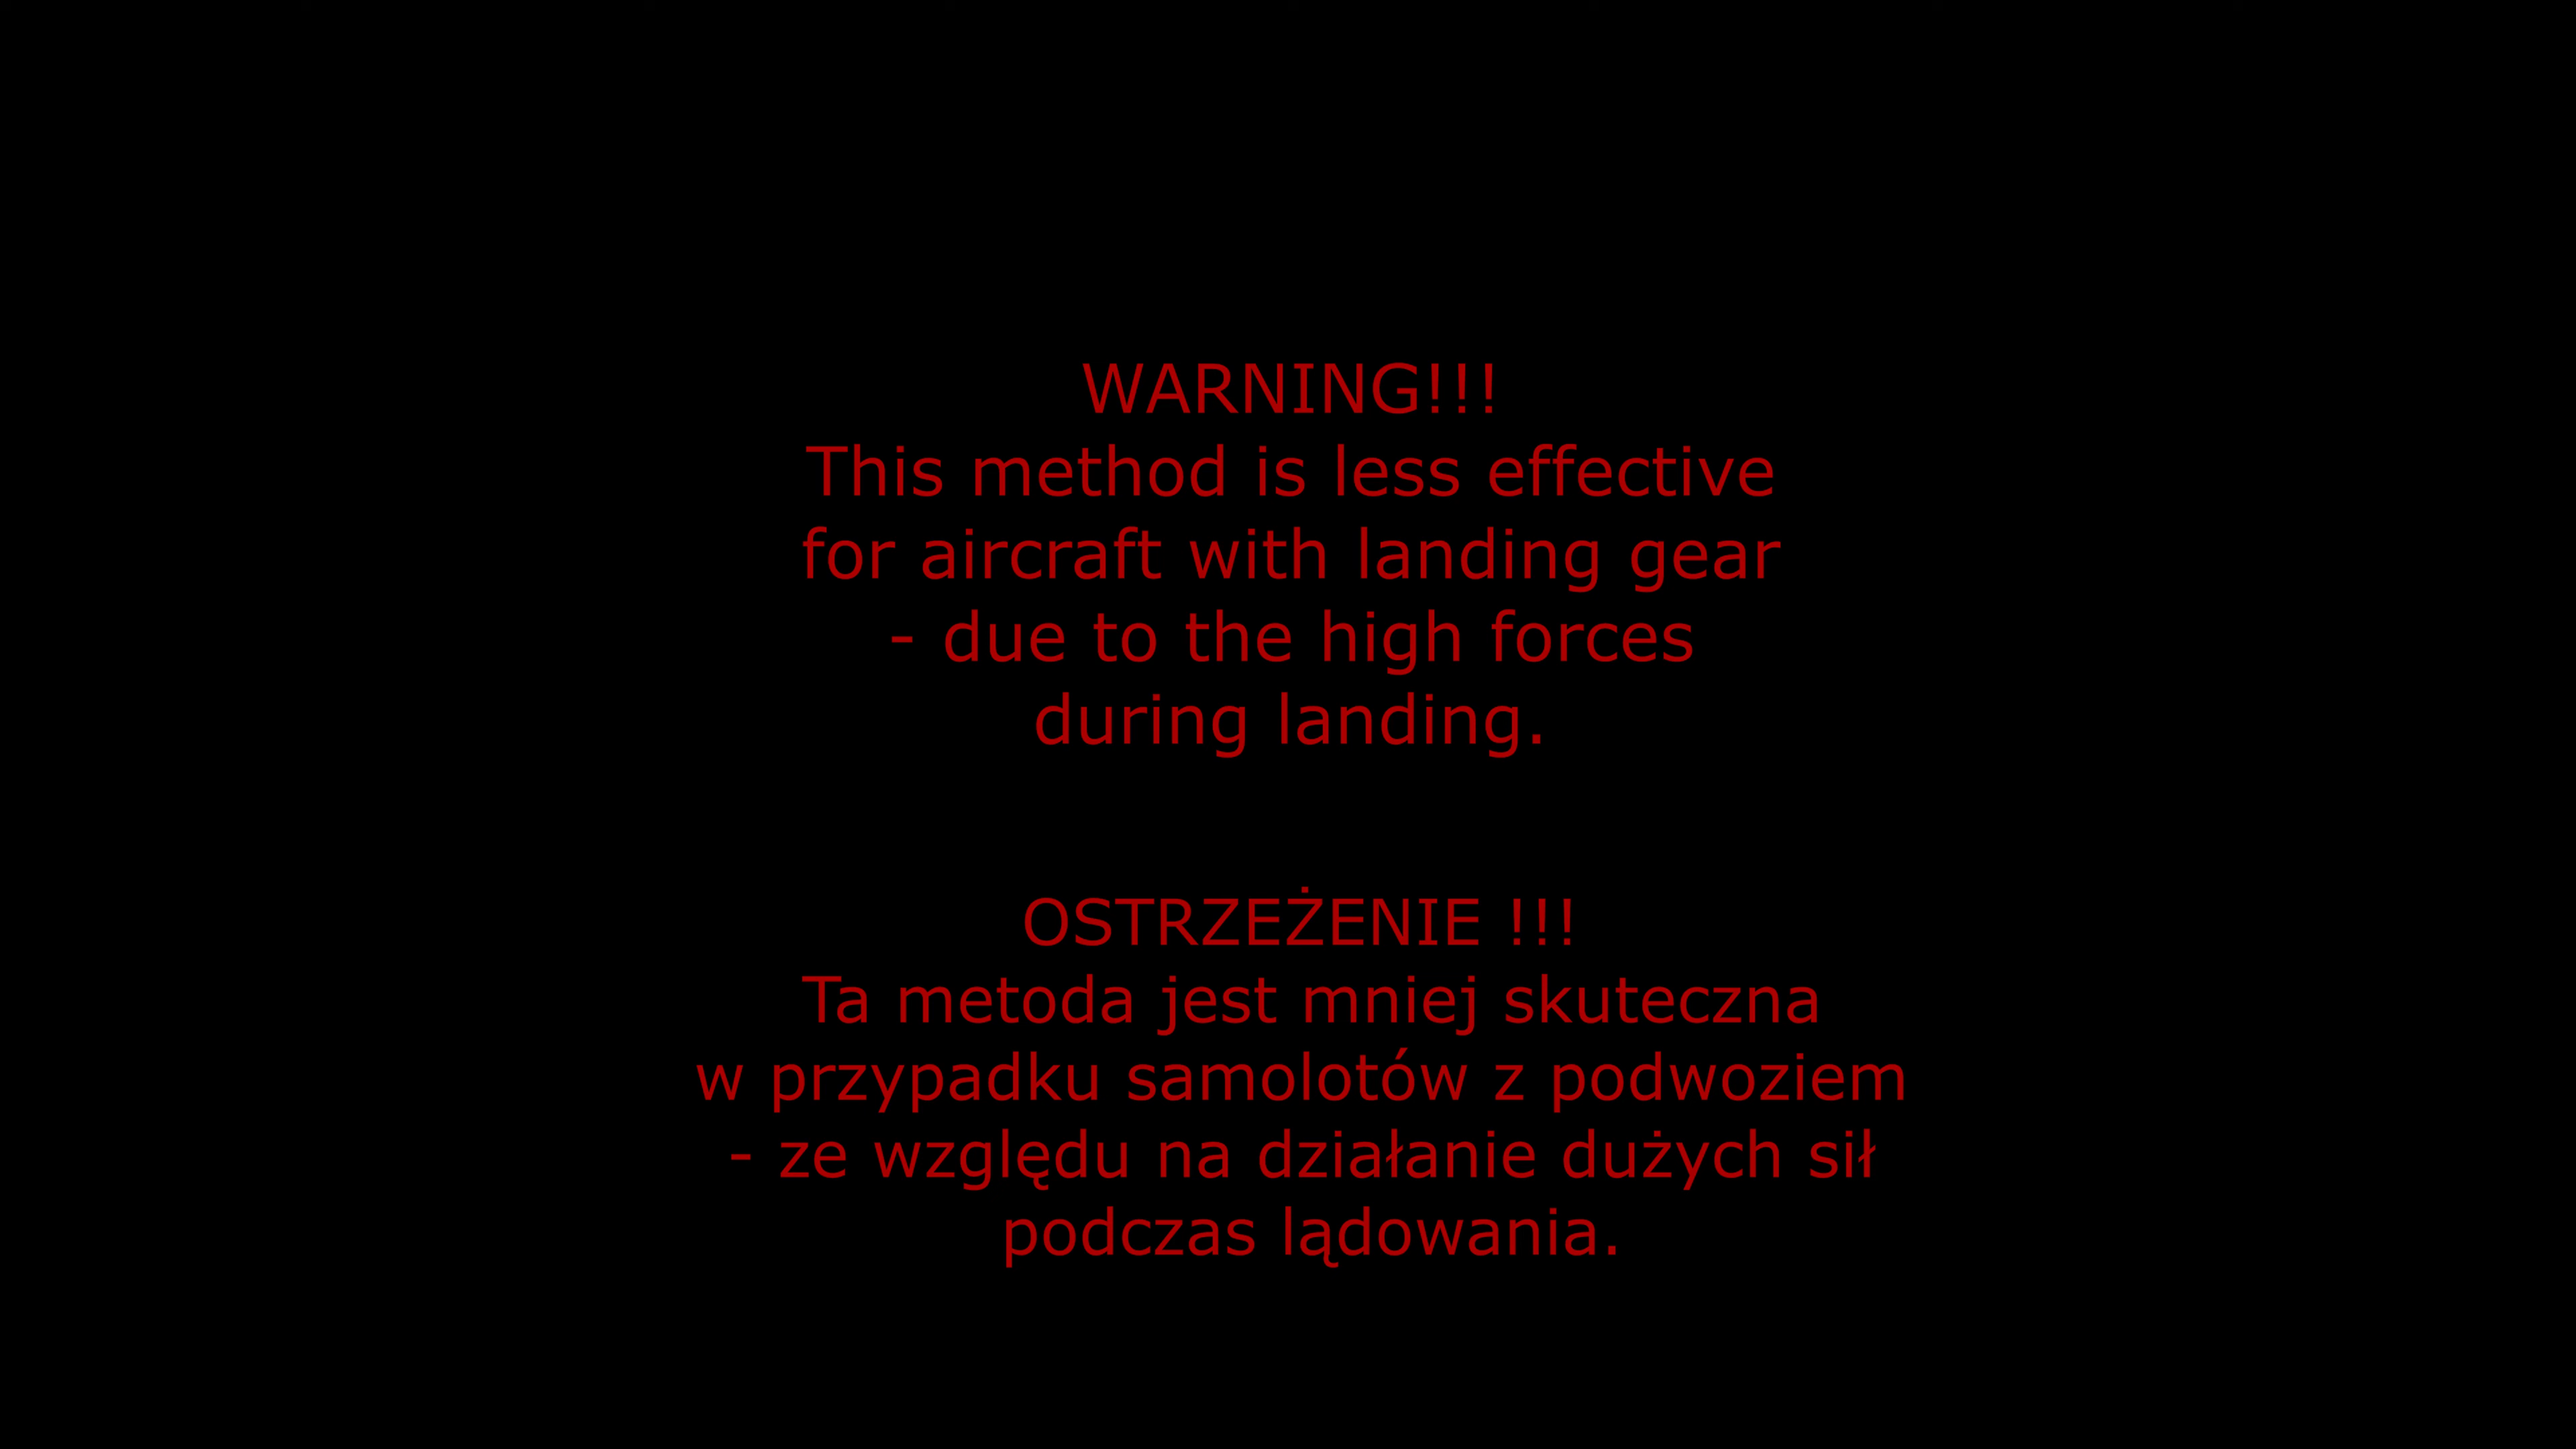 WARNING!!!
This method is less effective
for aircraft with landing gear
- due to the high forces
during landing.
OSTRZEŻENIE !!!
Ta metoda jest mniej skuteczna
w przypadku samolotów z podwoziem
- ze względu na działanie dużych sił
podczas lądowania.